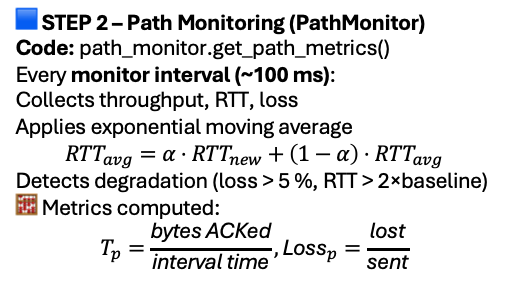 🟦 STEP 2 – Path Monitoring (PathMonitor)
Code: path_monitor.get_path_metrics()
Every monitor interval (~100 ms):
Collects throughput, RTT, loss
Applies exponential moving average
RTT_avg = α · RTT_new + (1 − α) · RTT_avg
Detects degradation (loss > 5 %, RTT > 2×baseline)
🧮 Metrics computed:
T_p = bytes ACKed / interval time, Loss_p = lost / sent